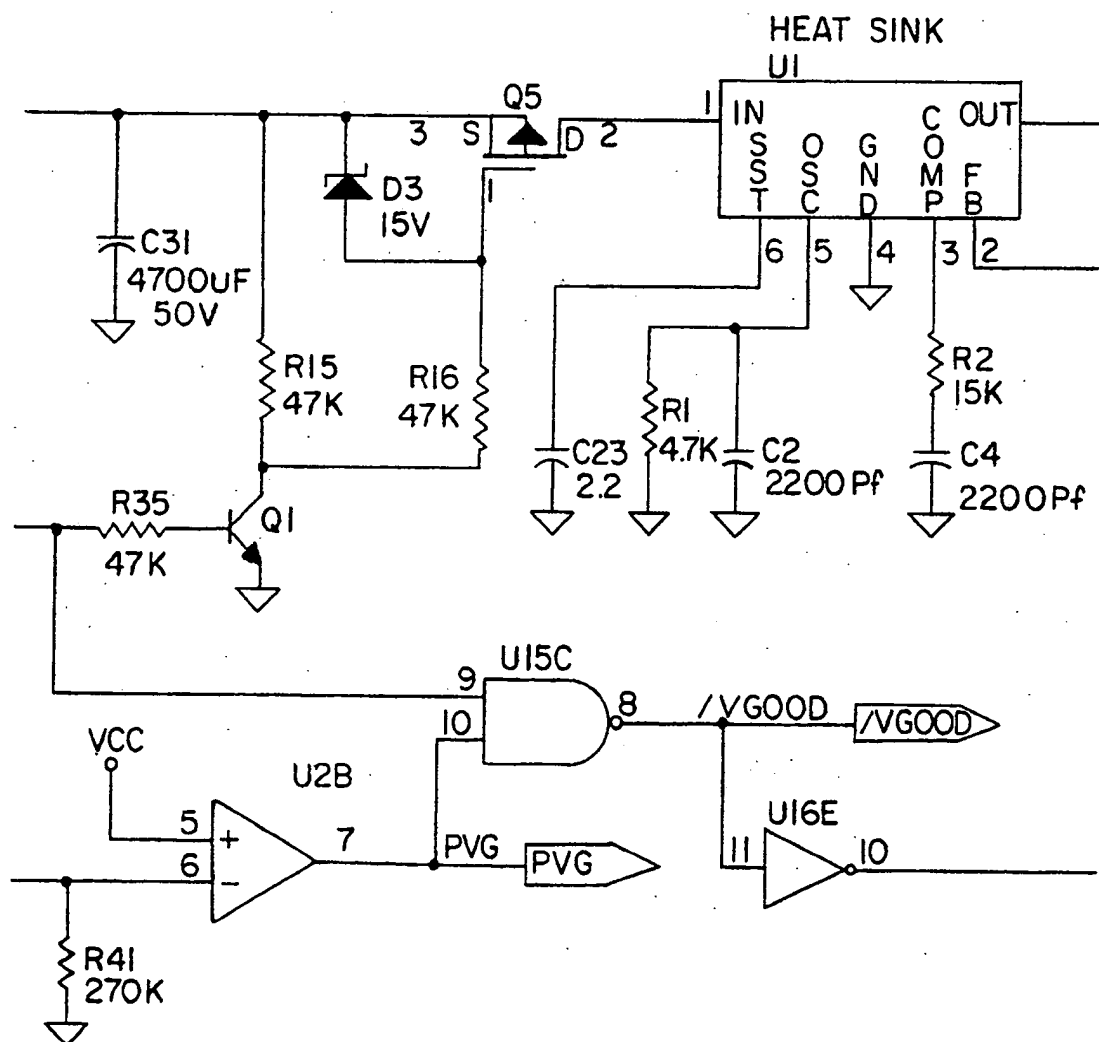 HEAT SINK
U1
Q5
1
IN
SST
OSC
GND
COMP
OUT
FB
3
S
D
2
1
D3
15V
6
5
4
3
2
C31
4700uF
50V
R15
47K
R16
47K
R1
4.7K
C23
2.2
C2
2200Pf
R2
15K
C4
2200Pf
R35
47K
Q1
U15C
9
10
8
/VGOOD
/VGOOD
VCC
U2B
5
+
6
-
7
PVG
PVG
U16E
11
10
R41
270K